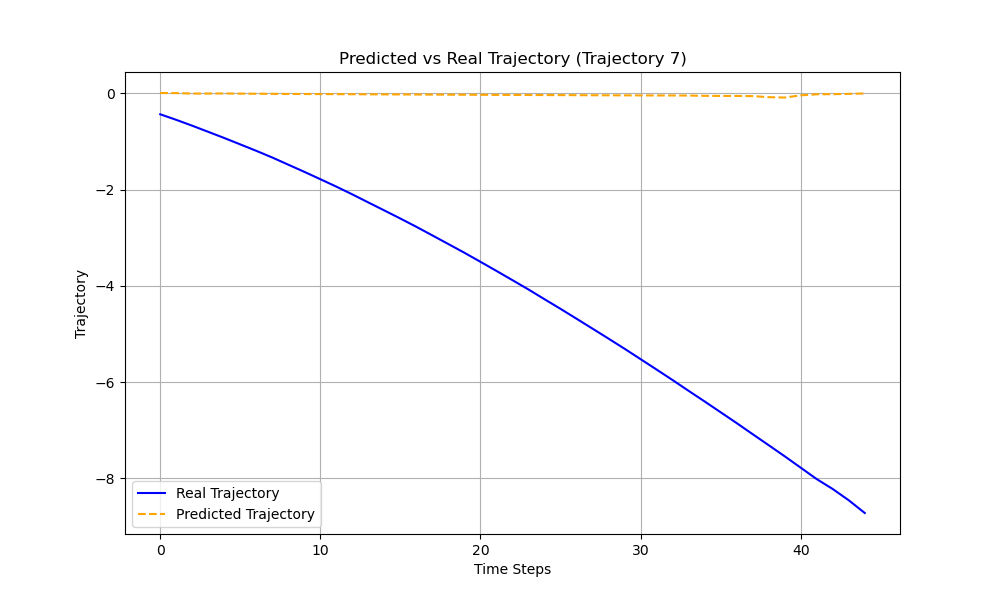 Predicted vs Real Trajectory (Trajectory 7)
0
−2
−4
−6
−8
Trajectory
Real Trajectory
Predicted Trajectory
0 10 20 30 40
Time Steps